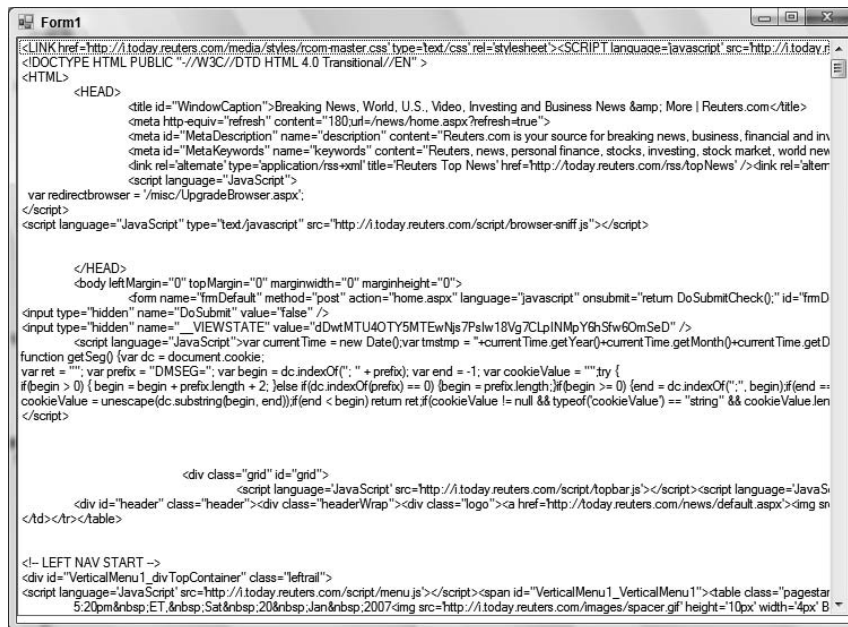 Form1
<LINK href='http://i.today.reuters.com/media/styles/rcom-master.css' type='text/css' rel='stylesheet'><SCRIPT language='javascript' src='http://i.today.r
<!DOCTYPE HTML PUBLIC "-//W3C//DTD HTML 4.0 Transitional//EN" >
<HTML>
<HEAD>
<title id="WindowCaption">Breaking News, World, U.S., Video, Investing and Business News &amp; More | Reuters.com</title>
<meta http-equiv="refresh" content="180;url=/news/home.aspx?refresh=true">
<meta id="MetaDescription" name="description" content="Reuters.com is your source for breaking news, business, financial and inv
<meta id="MetaKeywords" name="keywords" content="Reuters, news, personal finance, stocks, investing, stock market, world new
<link rel='alternate' type='application/rss+xml' title='Reuters Top News' href='http://today.reuters.com/rss/topNews' /><link rel='altern
<script language="JavaScript">
var redirectbrowser = '/misc/UpgradeBrowser.aspx';
</script>
<script language="JavaScript" type="text/javascript" src="http://i.today.reuters.com/script/browser-sniff.js"></script>
</HEAD>
<body leftMargin="0" topMargin="0" marginwidth="0" marginheight="0">
<form name="frmDefault" method="post" action="home.aspx" language="javascript" onsubmit="return DoSubmitCheck();" id="frmD
<input type="hidden" name="DoSubmit" value="false" />
<input type="hidden" name="__VIEWSTATE" value="dDwtMTU4OTY5MTEwNjs7PsIw18Vg7CLpINMpY6hSfw6OmSeD" />
<script language="JavaScript">var currentTime = new Date();var tmstmp = ''+currentTime.getYear()+currentTime.getMonth()+currentTime.getD
function getSeg() {var dc = document.cookie;
var ret = ""; var prefix = "DMSEG="; var begin = dc.indexOf("; " + prefix); var end = -1; var cookieValue = "";try {
if(begin > 0) { begin = begin + prefix.length + 2; }else if(dc.indexOf(prefix) == 0) {begin = prefix.length;}if(begin >= 0) {end = dc.indexOf(";", begin);if(end ==
cookieValue = unescape(dc.substring(begin, end));if(end < begin) return ret;if(cookieValue != null && typeof('cookieValue') == "string" && cookieValue.len
</script>
<div class="grid" id="grid">
<script language='JavaScript' src='http://i.today.reuters.com/script/topbar.js'></script><script language='JavaSc
<div id="header" class="header"><div class="headerWrap"><div class="logo"><a href='http://today.reuters.com/news/default.aspx'><img sr
</td></tr></table>
<!-- LEFT NAV START -->
<div id="VerticalMenu1_divTopContainer" class="leftrail">
<script language='JavaScript' src='http://i.today.reuters.com/script/menu.js'></script><span id="VerticalMenu1_VerticalMenu1"><table class="pagestar
5:20pm&nbsp;ET,&nbsp;Sat&nbsp;20&nbsp;Jan&nbsp;2007<img src='http://i.today.reuters.com/images/spacer.gif' height='10px' width='4px' B